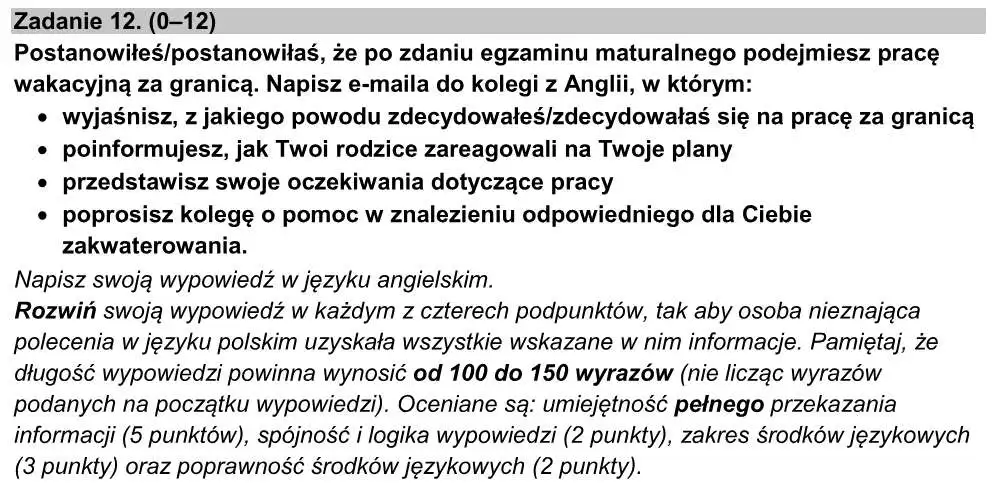 Zadanie 12. (0–12)
Postanowiłeś/postanowiłaś, że po zdaniu egzaminu maturalnego podejmiesz pracę
wakacyjną za granicą. Napisz e-maila do kolegi z Anglii, w którym:
• wyjaśnisz, z jakiego powodu zdecydowałeś/zdecydowałaś się na pracę za granicą
• poinformujesz, jak Twoi rodzice zareagowali na Twoje plany
• przedstawisz swoje oczekiwania dotyczące pracy
• poprosisz kolegę o pomoc w znalezieniu odpowiedniego dla Ciebie
zakwaterowania.
Napisz swoją wypowiedź w języku angielskim.
Rozwiń swoją wypowiedź w każdym z czterech podpunktów, tak aby osoba nieznająca
polecenia w języku polskim uzyskała wszystkie wskazane w nim informacje. Pamiętaj, że
długość wypowiedzi powinna wynosić od 100 do 150 wyrazów (nie licząc wyrazów
podanych na początku wypowiedzi). Oceniane są: umiejętność pełnego przekazania
informacji (5 punktów), spójność i logika wypowiedzi (2 punkty), zakres środków językowych
(3 punkty) oraz poprawność środków językowych (2 punkty).